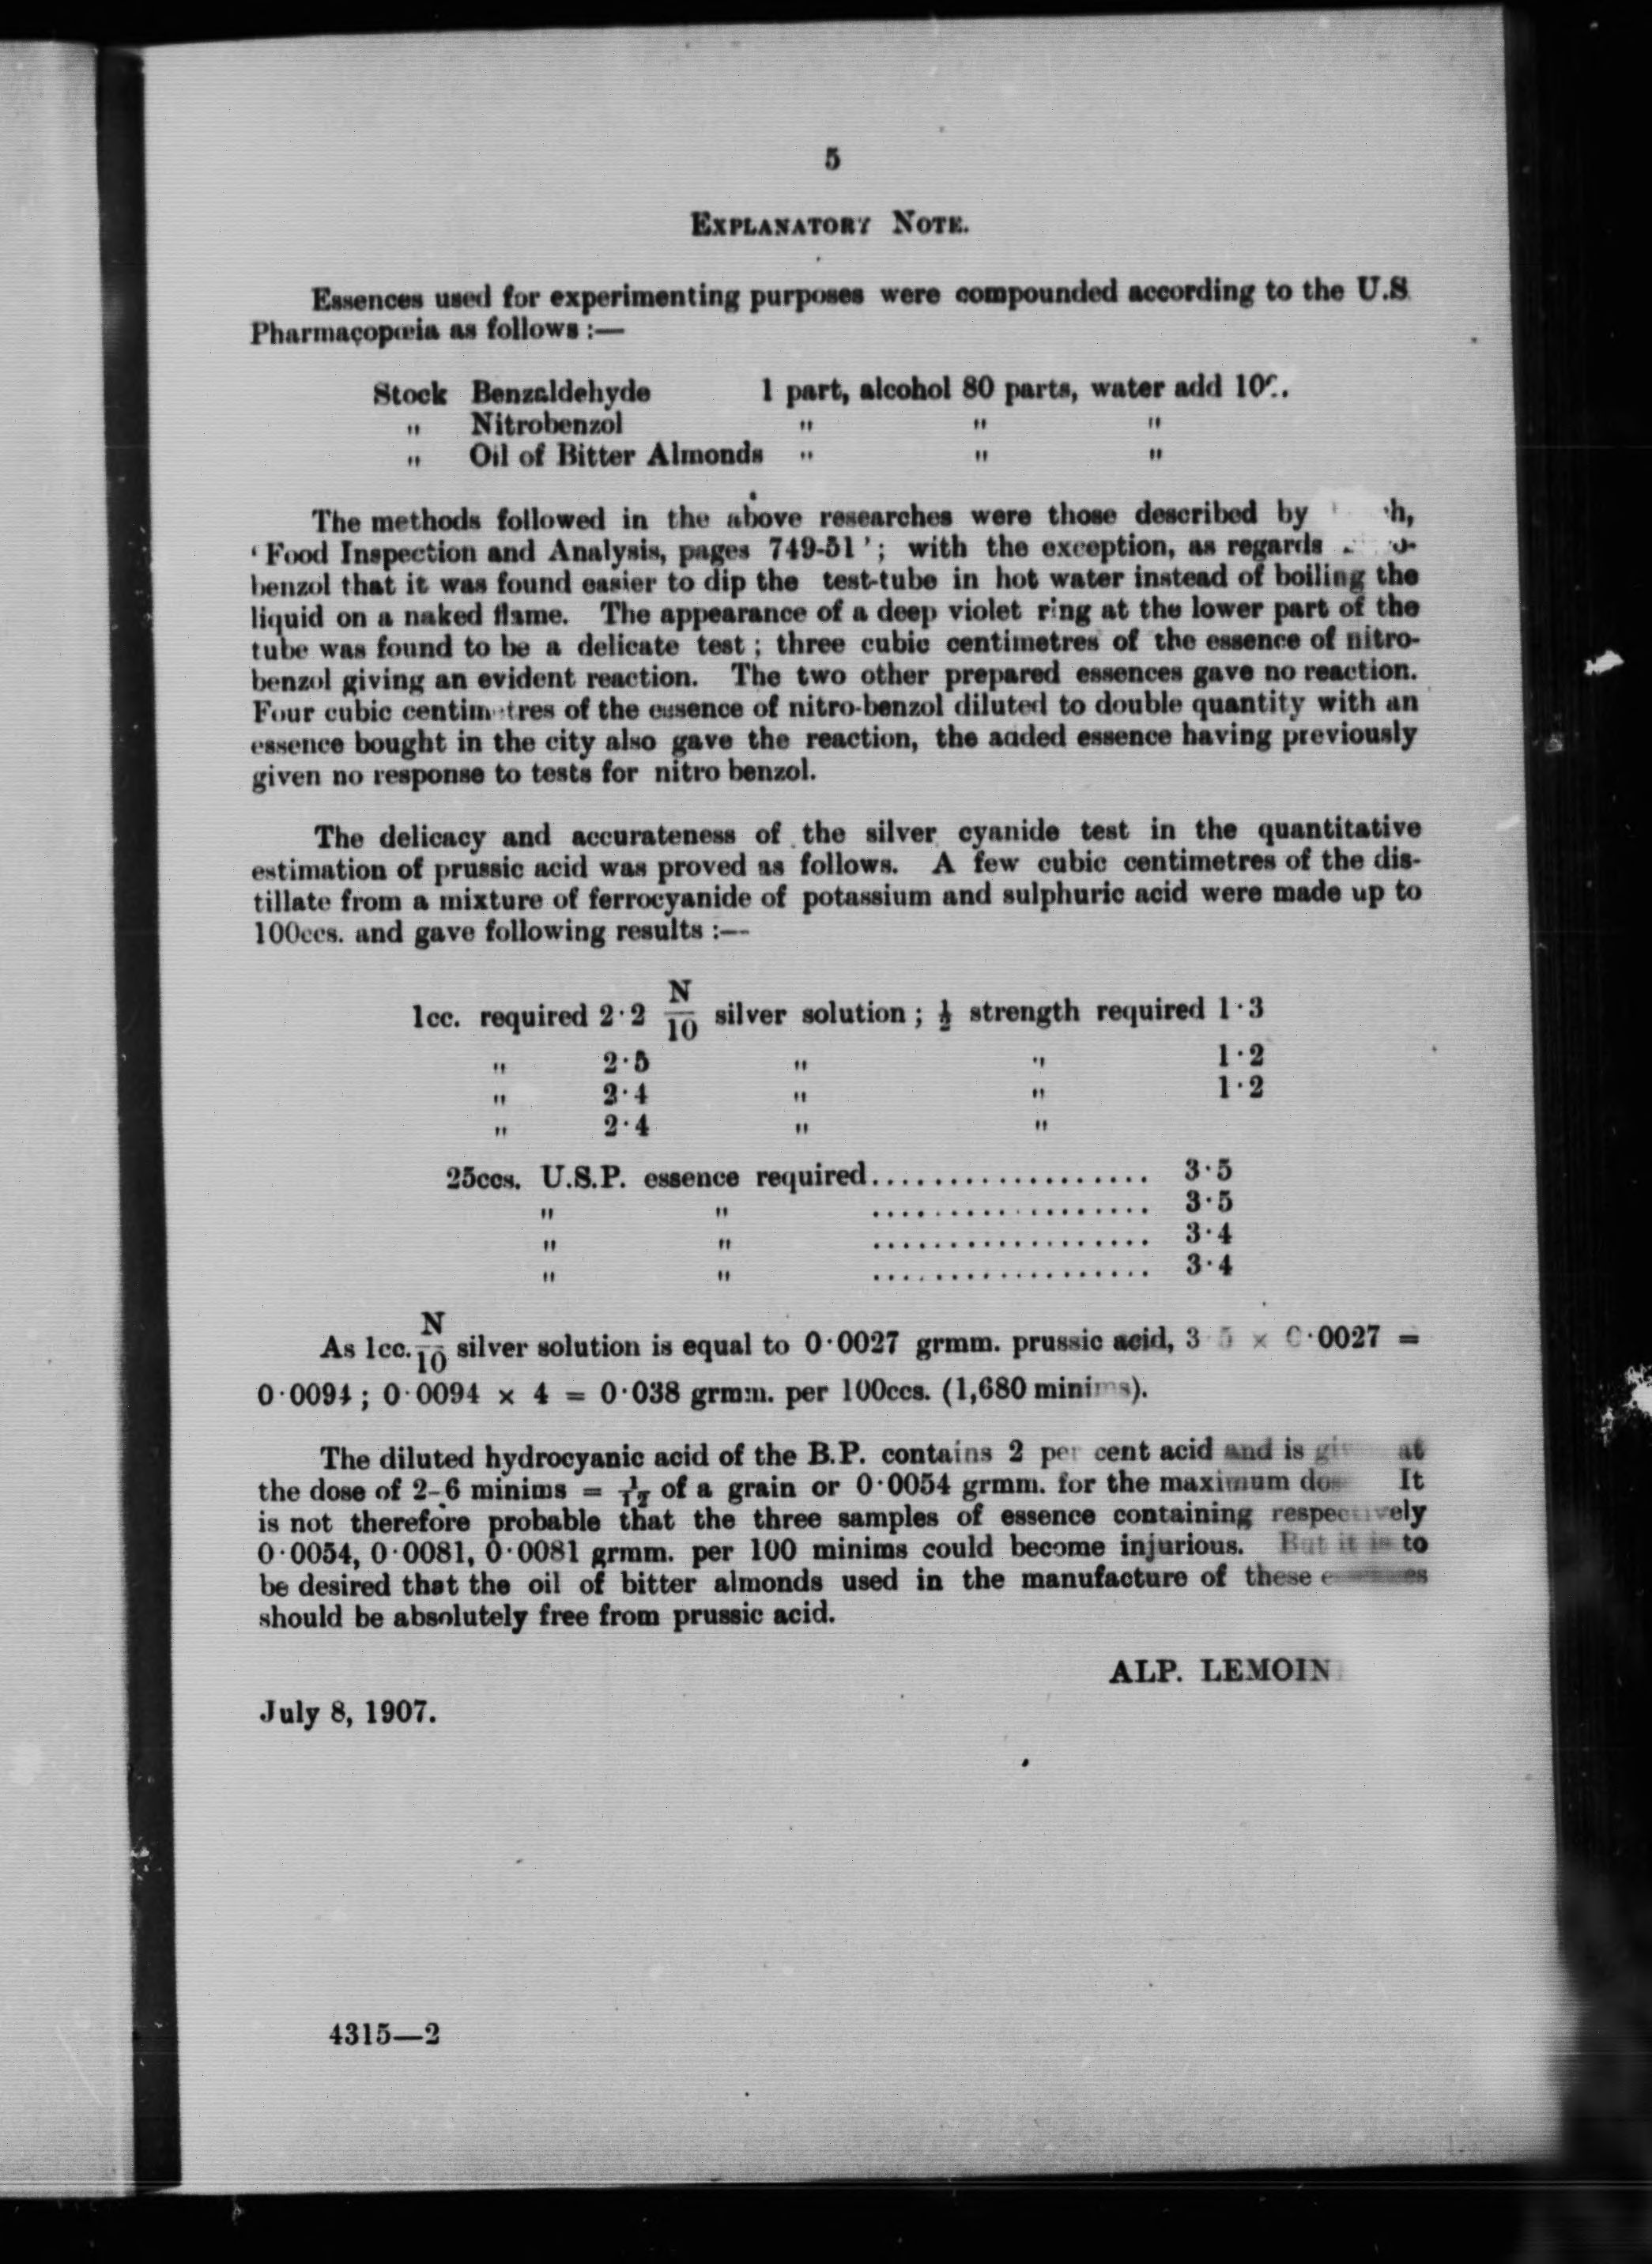 5
EXPLANATORY NOTE.
Essences used for experimenting purposes were compounded according to the U.S.
Pharmaçopœia as follows :—
Stock Benzaldehyde 1 part, alcohol 80 parts, water add
" Nitrobenzol " " "
" Oil of Bitter Almonds " " "
The methods followed in the above researches were those described by
' Food Inspection and Analysis, pages 749-51 ' ; with the exception, as regards
benzol that it was found easier to dip the test-tube in hot water instead of boiling the
liquid on a naked flame. The appearance of a deep violet ring at the lower part of the
tube was found to be a delicate test ; three cubic centimetres of the essence of nitro-
benzol giving an evident reaction. The two other prepared essences gave no reaction.
Four cubic centimetres of the essence of nitro-benzol diluted to double quantity with an
essence bought in the city also gave the reaction, the added essence having previously
given no response to tests for nitro benzol.
The delicacy and accurateness of the silver cyanide test in the quantitative
estimation of prussic acid was proved as follows. A few cubic centimetres of the dis-
tillate from a mixture of ferrocyanide of potassium and sulphuric acid were made up to
100ccs. and gave following results :—
1cc. required 2·2 N/10 silver solution ; ½ strength required 1·3
" 2·5 " " 1·2
" 2·4 " " 1·2
" 2·4 " "
25ccs. U.S.P. essence required.................. 3·5
" " .................. 3·5
" " .................. 3·4
" " .................. 3·4
As 1cc. N/10 silver solution is equal to 0·0027 grmm. prussic acid, 3·5 × 0·0027 =
0·0094 ; 0·0094 × 4 = 0·038 grmm. per 100ccs. (1,680 minims).
The diluted hydrocyanic acid of the B.P. contains 2 per cent acid and is at
the dose of 2-6 minims = 1/12 of a grain or 0·0054 grmm. for the maximum It
is not therefore probable that the three samples of essence containing respectively
0·0054, 0·0081, 0·0081 grmm. per 100 minims could become injurious. But it is to
be desired that the oil of bitter almonds used in the manufacture of these
should be absolutely free from prussic acid.
ALP. LEMOIN
July 8, 1907.
4315—2